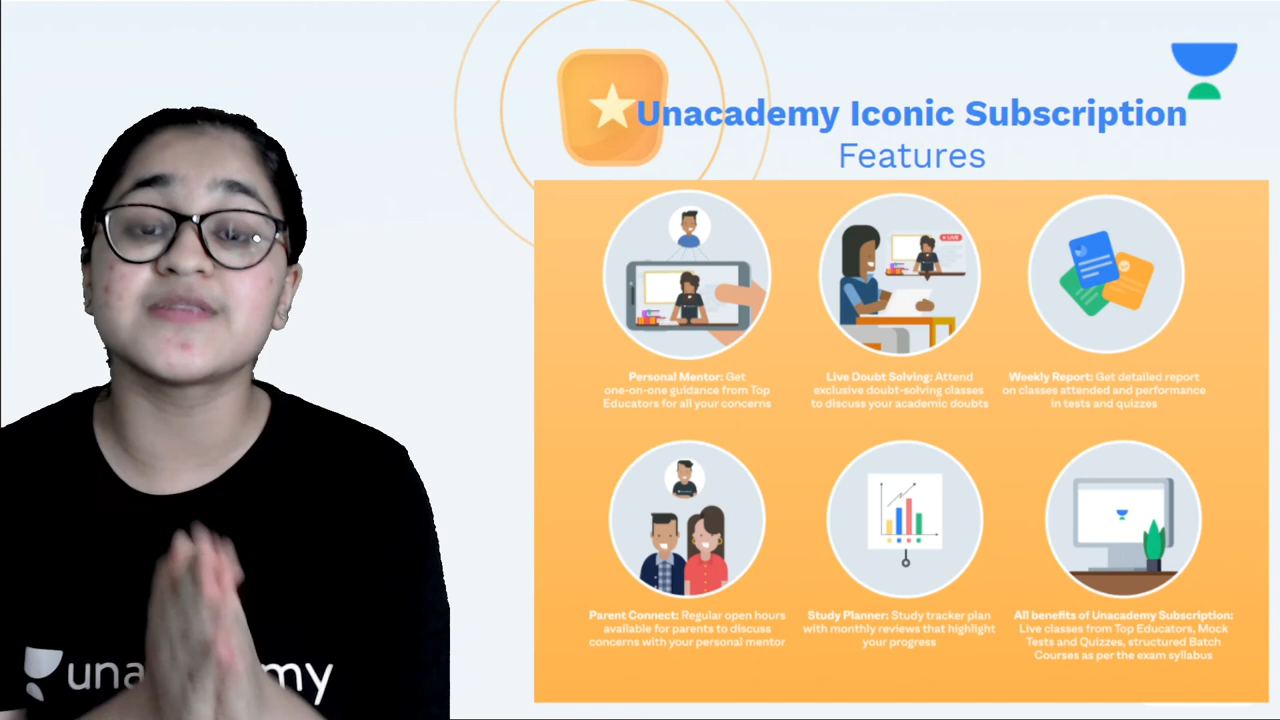 Unacademy Iconic Subscription
Features
LIVE
Personal Mentor: Get
one-on-one guidance from Top
Educators for all your concerns
Live Doubt Solving: Attend
exclusive doubt-solving classes
to discuss your academic doubts
Weekly Report: Get detailed report
on classes attended and performance
in tests and quizzes
Parent Connect: Regular open hours
available for parents to discuss
concerns with your personal mentor
Study Planner: Study tracker plan
with monthly reviews that highlight
your progress
All benefits of Unacademy Subscription:
Live classes from Top Educators, Mock
Tests and Quizzes, structured Batch
Courses as per the exam syllabus